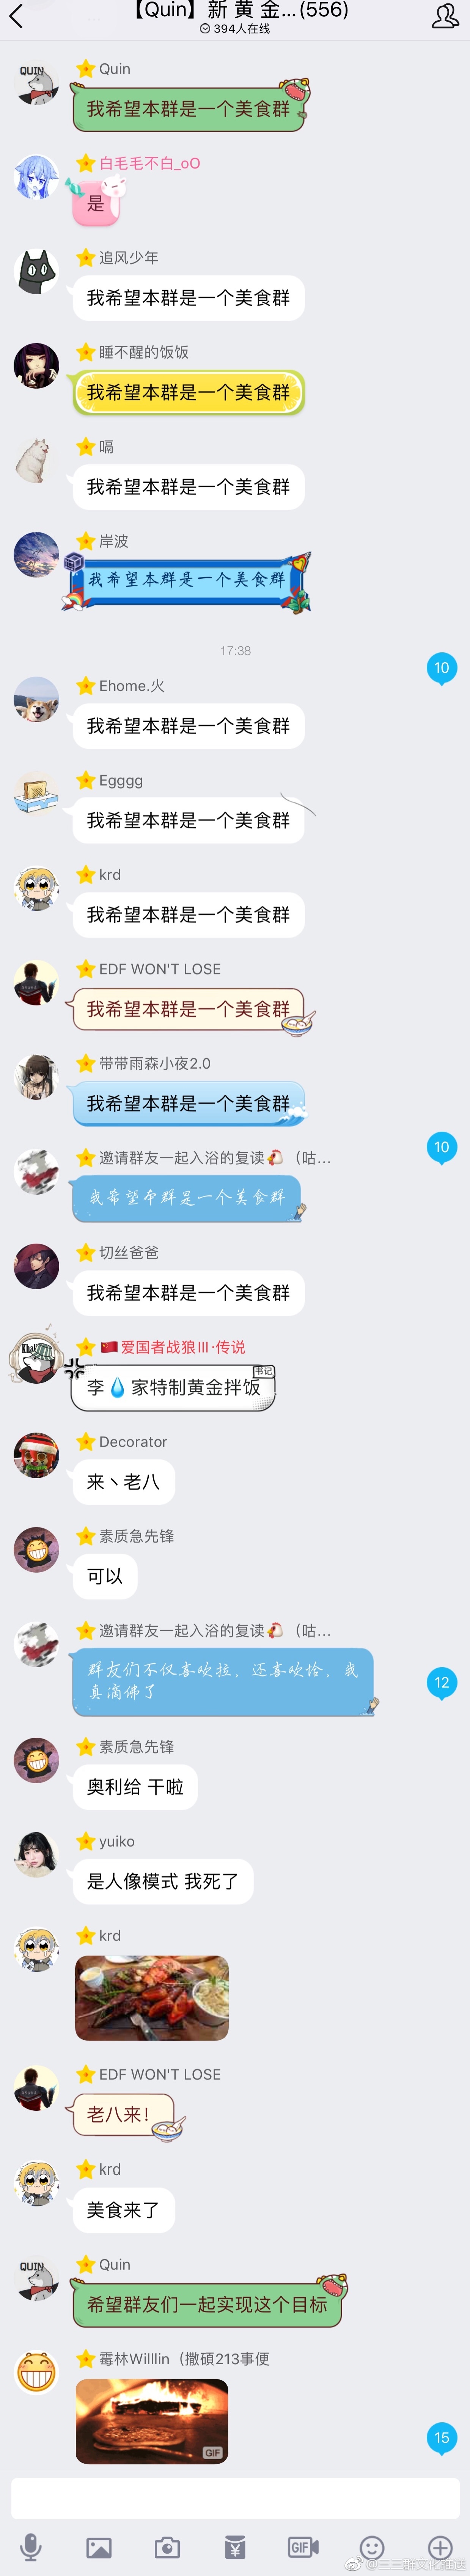 【Quin】新 黄 金...(556)
394人在线
QUIN
Quin
我希望本群是一个美食群
白毛毛不白_oO
是
追风少年
我希望本群是一个美食群
睡不醒的饭饭
我希望本群是一个美食群
嗝
我希望本群是一个美食群
岸波
我希望本群是一个美食群
17:38
10
Ehome.火
我希望本群是一个美食群
Egggg
我希望本群是一个美食群
krd
我希望本群是一个美食群
EDF WON'T LOSE
我希望本群是一个美食群
带带雨森小夜2.0
我希望本群是一个美食群
10
邀请群友一起入浴的复读🐔（咕...
我希望本群是一个美食群
切丝爸爸
我希望本群是一个美食群
🇨🇳爱国者战狼III·传说
书记
李💧家特制黄金拌饭
Decorator
来丶老八
素质急先锋
可以
邀请群友一起入浴的复读🐔（咕...
群友们不仅喜欢拉，还喜欢恰，我
真滴佛了
12
素质急先锋
奥利给 干啦
yuiko
是人像模式 我死了
krd
EDF WON'T LOSE
老八来！
krd
美食来了
QUIN
Quin
希望群友们一起实现这个目标
霉林Willlin（撒碩213事便
GIF
15
GIF
@三三群文化推进